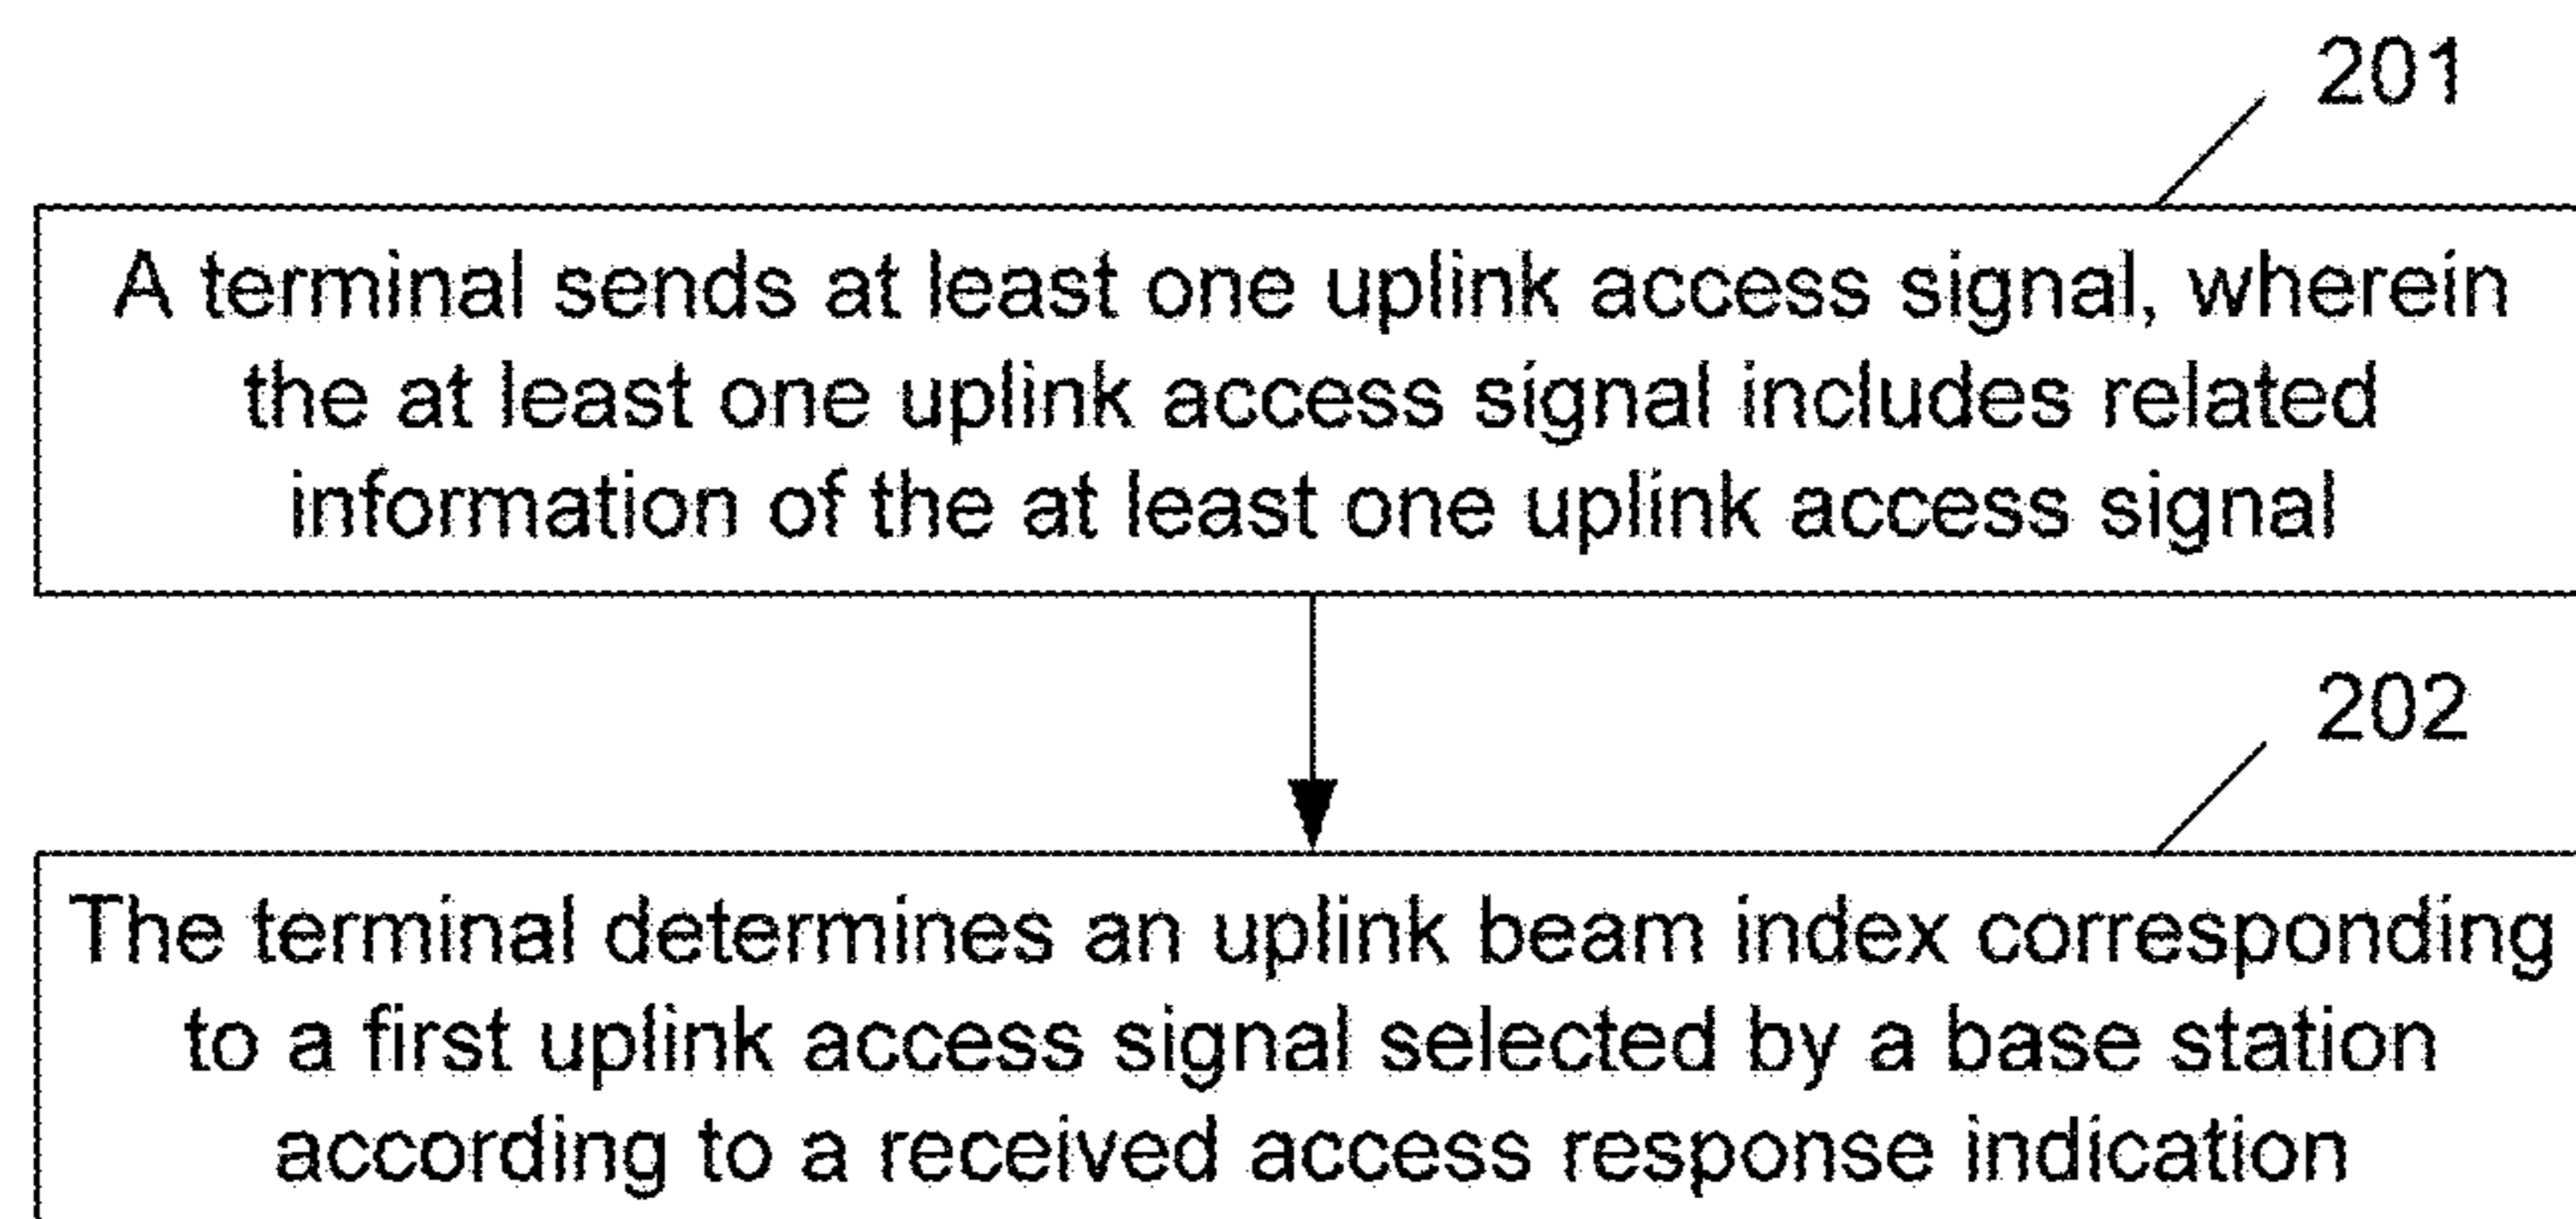 201
A terminal sends at least one uplink access signal, wherein
the at least one uplink access signal includes related
information of the at least one uplink access signal
202
The terminal determines an uplink beam index corresponding
to a first uplink access signal selected by a base station
according to a received access response indication